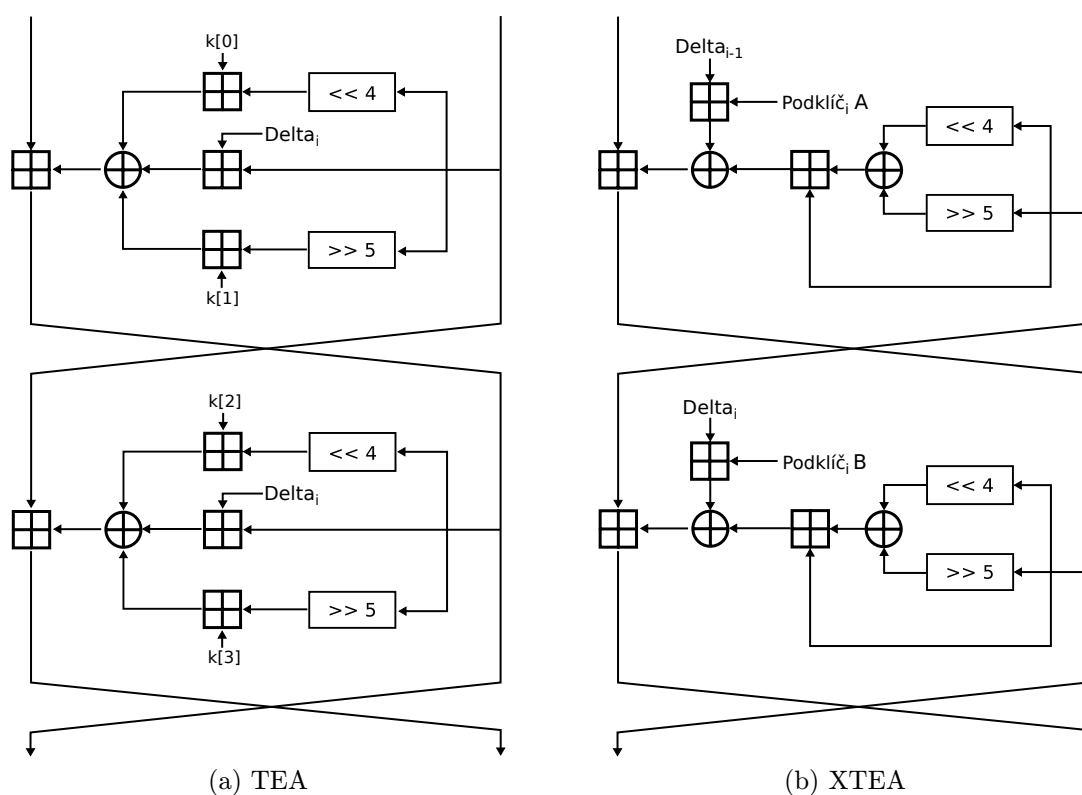 k[0]
<< 4
Delta_i
>> 5
k[1]
k[2]
<< 4
Delta_i
>> 5
k[3]
(a) TEA
Delta_i-1
Podklíč_i A
<< 4
>> 5
Delta_i
Podklíč_i B
<< 4
>> 5
(b) XTEA